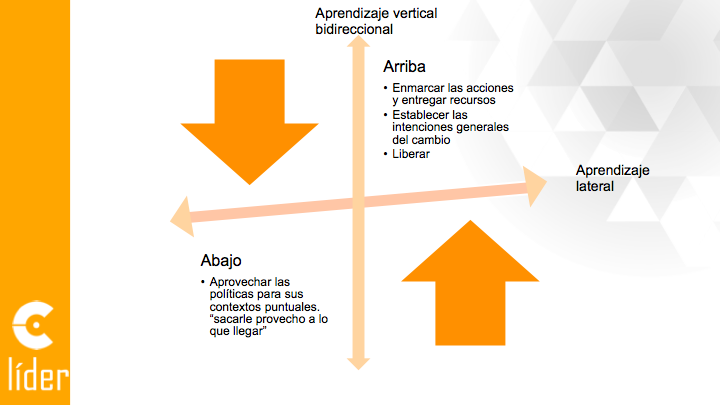 Aprendizaje vertical
bidireccional
Arriba
• Enmarcar las acciones
y entregar recursos
• Establecer las
intenciones generales
del cambio
• Liberar
Aprendizaje
lateral
Abajo
• Aprovechar las
políticas para sus
contextos puntuales.
“sacarle provecho a lo
que llegar”
líder